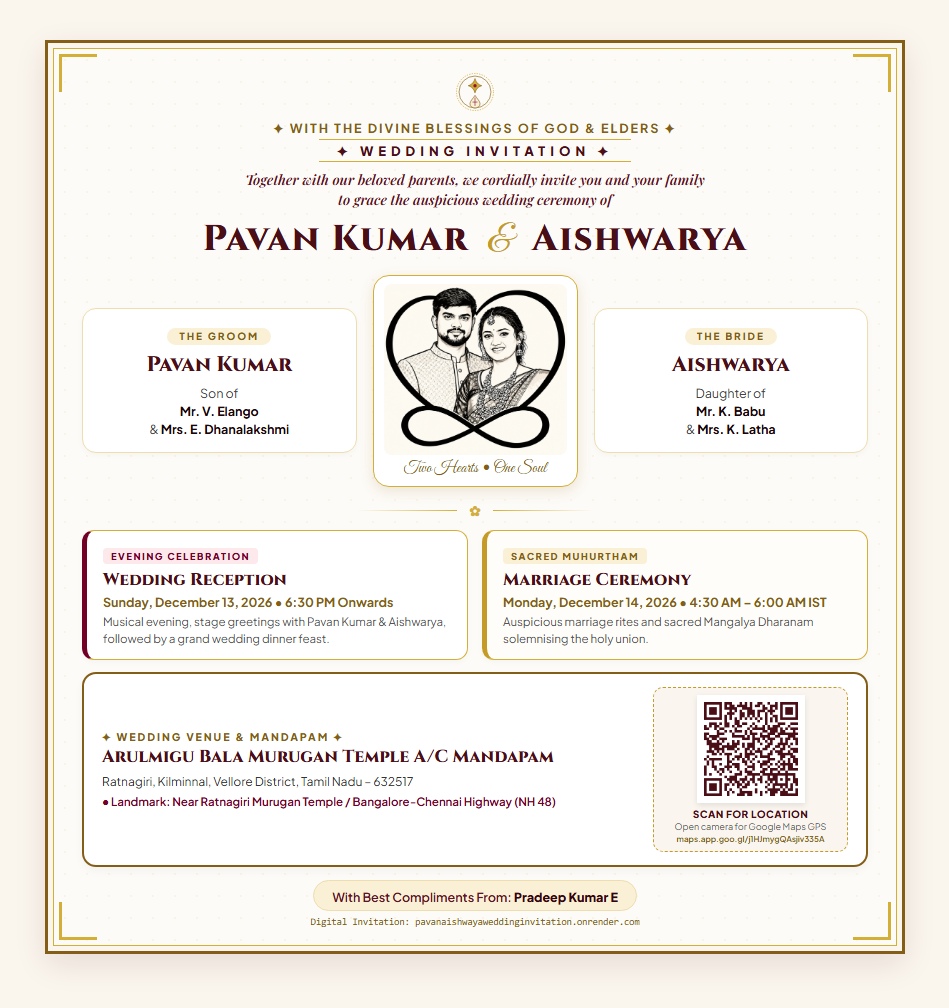 ✦ WITH THE DIVINE BLESSINGS OF GOD & ELDERS ✦
✦ WEDDING INVITATION ✦
Together with our beloved parents, we cordially invite you and your family
to grace the auspicious wedding ceremony of
PAVAN KUMAR & AISHWARYA
THE GROOM
PAVAN KUMAR
Son of
Mr. V. Elango
& Mrs. E. Dhanalakshmi
Two Hearts • One Soul
THE BRIDE
AISHWARYA
Daughter of
Mr. K. Babu
& Mrs. K. Latha
EVENING CELEBRATION
WEDDING RECEPTION
Sunday, December 13, 2026 • 6:30 PM Onwards
Musical evening, stage greetings with Pavan Kumar & Aishwarya,
followed by a grand wedding dinner feast.
SACRED MUHURTHAM
MARRIAGE CEREMONY
Monday, December 14, 2026 • 4:30 AM – 6:00 AM IST
Auspicious marriage rites and sacred Mangalya Dharanam
solemnising the holy union.
✦ WEDDING VENUE & MANDAPAM ✦
ARULMIGU BALA MURUGAN TEMPLE A/C MANDAPAM
Ratnagiri, Kilminnal, Vellore District, Tamil Nadu – 632517
• Landmark: Near Ratnagiri Murugan Temple / Bangalore-Chennai Highway (NH 48)
SCAN FOR LOCATION
Open camera for Google Maps GPS
maps.app.goo.gl/j1HJmygQAsjiv335A
With Best Compliments From: Pradeep Kumar E
Digital Invitation: pavanaishwayaweddinginvitation.onrender.com